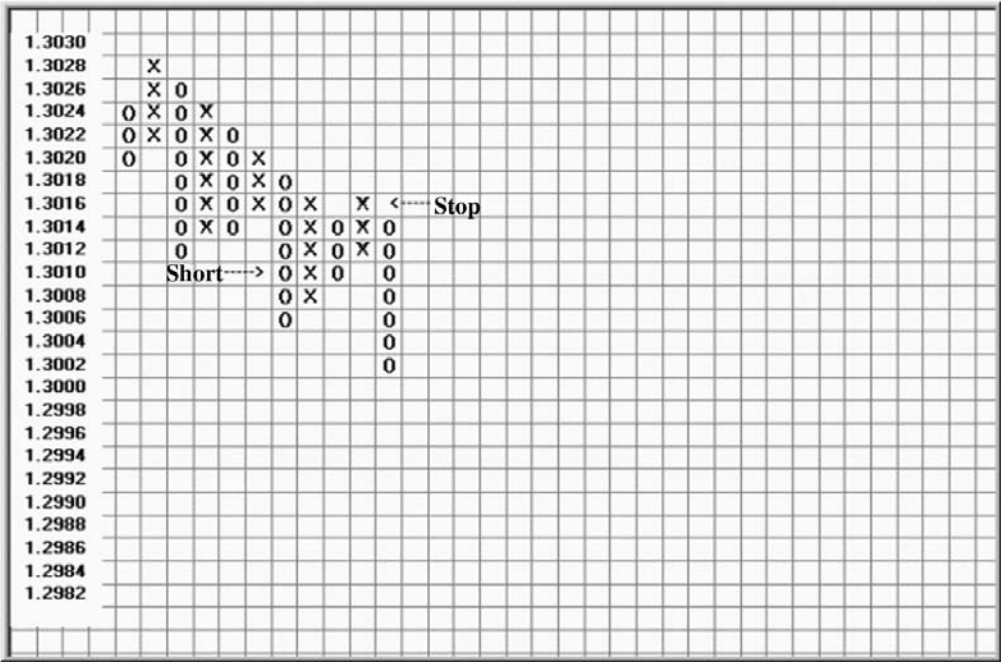 1.3030
1.3028 X
1.3026 X O
1.3024 O X O X
1.3022 O X O X O
1.3020 O O X O X
1.3018 O X O X O
1.3016 O X O X O X X <----- Stop
1.3014 O X O O X O X O
1.3012 O O X O X O
1.3010 Short -----> O X O O
1.3008 O X O
1.3006 O O
1.3004 O
1.3002 O
1.3000
1.2998
1.2996
1.2994
1.2992
1.2990
1.2988
1.2986
1.2984
1.2982